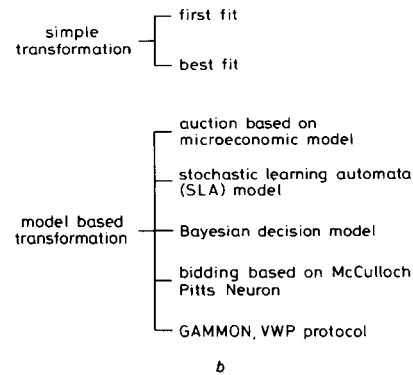 first fit
simple
transformation
best fit
auction based on
microeconomic model
stochastic learning automata
(SLA) model
model based
transformation
Bayesian decision model
bidding based on McCulloch
Pitts Neuron
GAMMON, VWP protocol
b